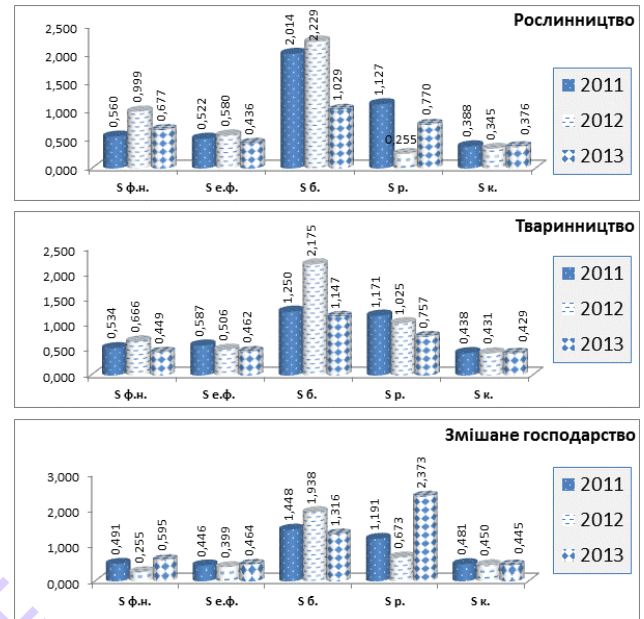 Рослинництво
2,500
2,000
1,500
1,000
0,500
0,000
0,560 0,999 0,677
0,522 0,580 0,436
2,014 2,229 1,029
1,127 0,255 0,770
0,388 0,345 0,376
S ф.н. S е.ф. S б. S р. S к.
2011
2012
2013
Тваринництво
2,500
2,000
1,500
1,000
0,500
0,000
0,534 0,666 0,449
0,587 0,506 0,462
1,250 2,175 1,147
1,171 1,025 0,757
0,438 0,431 0,429
S ф.н. S е.ф. S б. S р. S к.
2011
2012
2013
Змішане господарство
3,000
2,000
1,000
0,000
0,491 0,255 0,595
0,446 0,399 0,464
1,448 1,938 1,316
1,191 0,673 2,373
0,481 0,450 0,445
S ф.н. S е.ф. S б. S р. S к.
2011
2012
2013